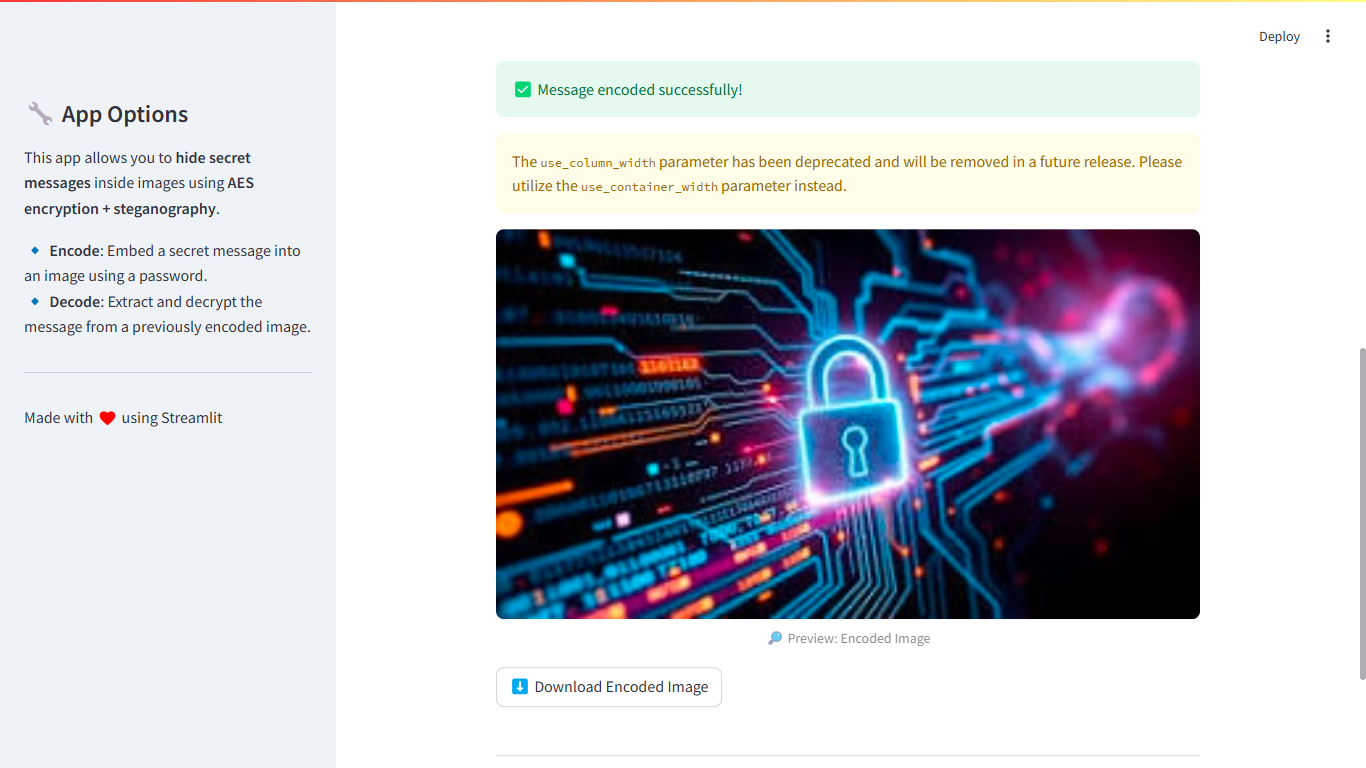 Deploy
App Options
This app allows you to hide secret
messages inside images using AES
encryption + steganography.
Encode: Embed a secret message into
an image using a password.
Decode: Extract and decrypt the
message from a previously encoded image.
Made with ❤️ using Streamlit
Message encoded successfully!
The use_column_width parameter has been deprecated and will be removed in a future release. Please
utilize the use_container_width parameter instead.
Preview: Encoded Image
Download Encoded Image